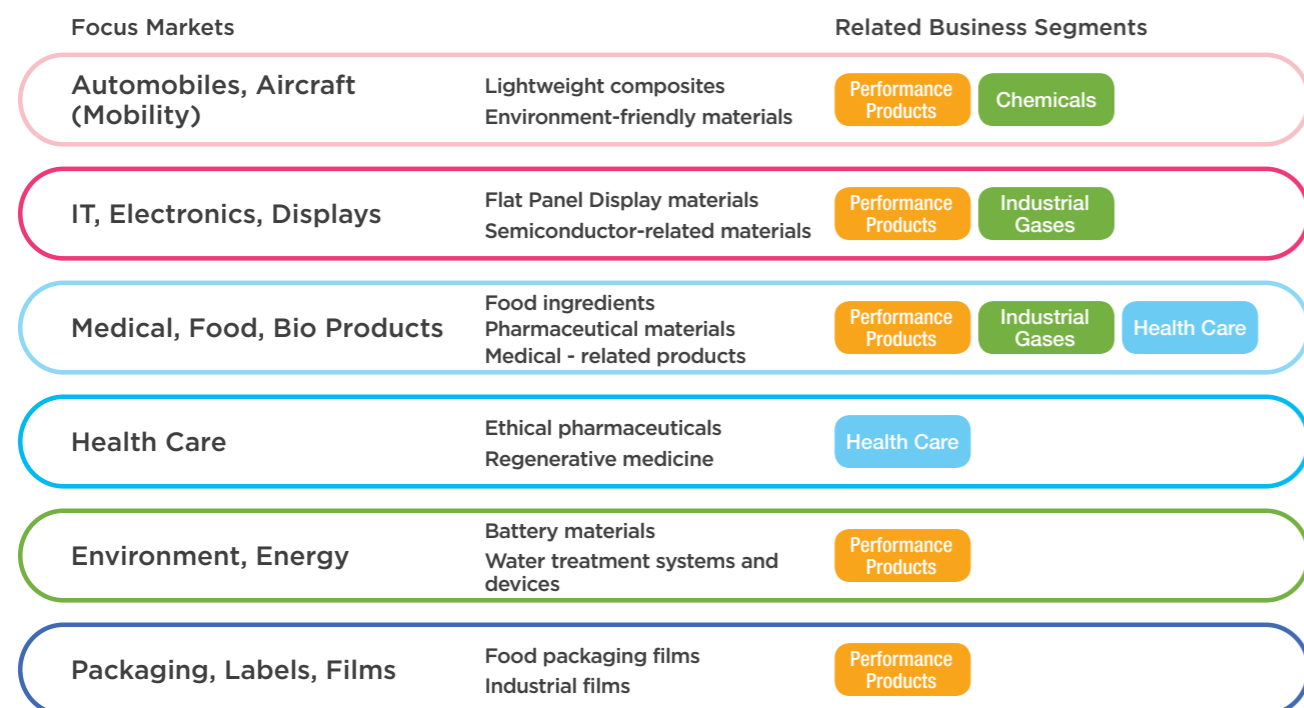 Focus Markets
Related Business Segments
Automobiles, Aircraft
(Mobility)
Lightweight composites
Environment-friendly materials
Performance
Products
Chemicals
IT, Electronics, Displays
Flat Panel Display materials
Semiconductor-related materials
Performance
Products
Industrial
Gases
Medical, Food, Bio Products
Food ingredients
Pharmaceutical materials
Medical - related products
Performance
Products
Industrial
Gases
Health Care
Health Care
Ethical pharmaceuticals
Regenerative medicine
Health Care
Environment, Energy
Battery materials
Water treatment systems and
devices
Performance
Products
Packaging, Labels, Films
Food packaging films
Industrial films
Performance
Products